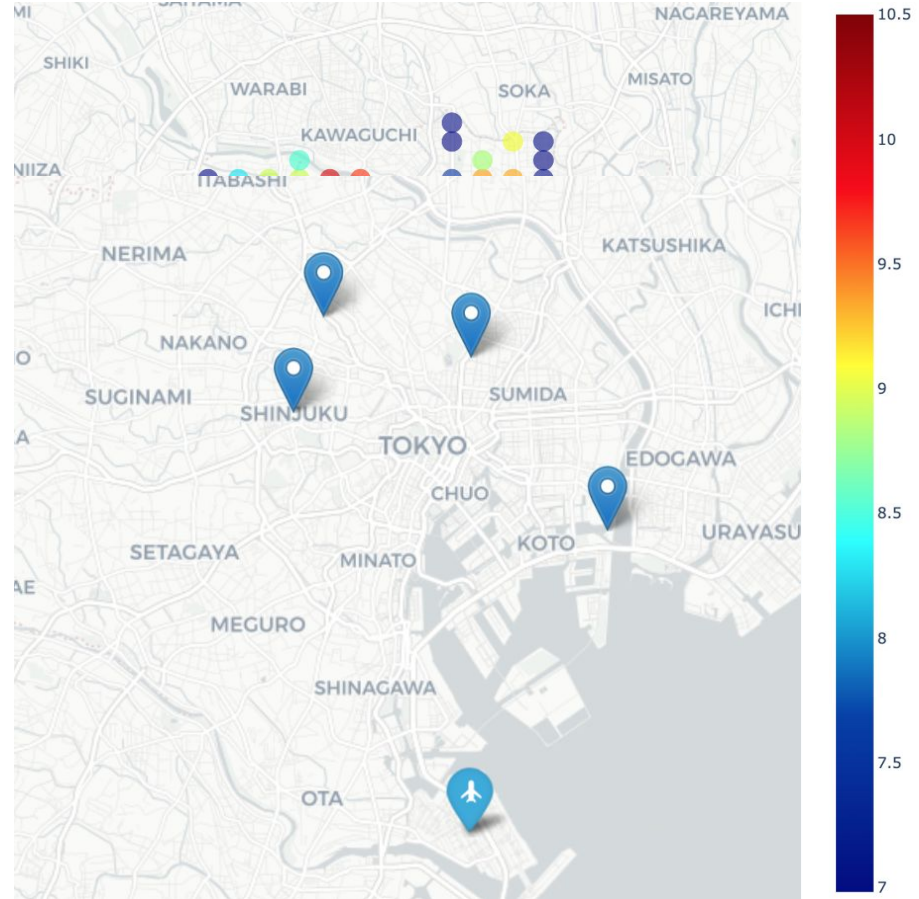 NAGAREYAMA
10.5
SHIKI
MISATO
WARABI
SOKA
KAWAGUCHI
10
NIIZA
ITABASHI
KATSUSHIKA
NERIMA
9.5
NAKANO
SUGINAMI
SUMIDA
9
SHINJUKU
TOKYO
EDOGAWA
CHUO
8.5
URAYASU
KOTO
SETAGAYA
MINATO
MEGURO
8
SHINAGAWA
7.5
OTA
7